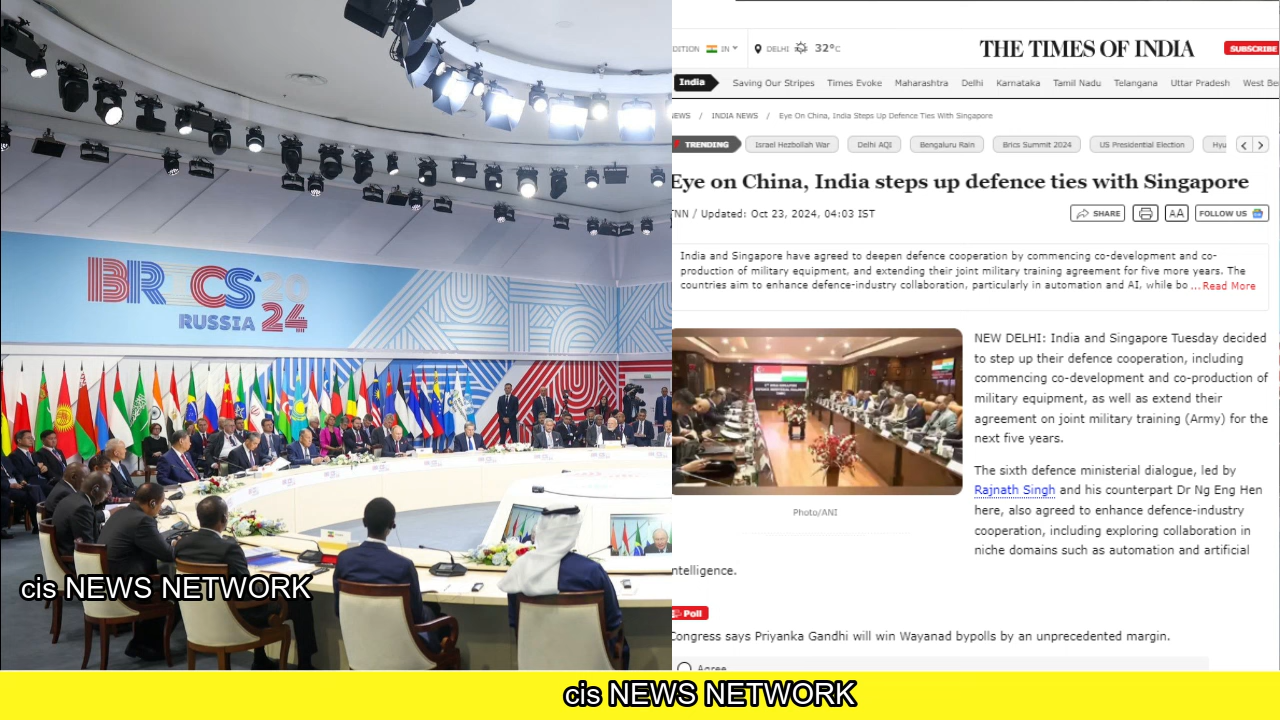 BRICS 2024
RUSSIA
cis NEWS NETWORK
DITION IN
DELHI 32°C
THE TIMES OF INDIA
SUBSCRIBE
India Saving Our Stripes Times Evoke Maharashtra Delhi Karnataka Tamil Nadu Telangana Uttar Pradesh West Be
EWS / INDIA NEWS / Eye On China, India Steps Up Defence Ties With Singapore
TRENDING Israel Hezbollah War Delhi AQI Bengaluru Rain Brics Summit 2024 US Presidential Election Hyu
Eye on China, India steps up defence ties with Singapore
TNN / Updated: Oct 23, 2024, 04:03 IST
SHARE AA FOLLOW US
India and Singapore have agreed to deepen defence cooperation by commencing co-development and co-
production of military equipment, and extending their joint military training agreement for five more years. The
countries aim to enhance defence-industry collaboration, particularly in automation and AI, while bo ...Read More
NEW DELHI: India and Singapore Tuesday decided
to step up their defence cooperation, including
commencing co-development and co-production of
military equipment, as well as extend their
agreement on joint military training (Army) for the
next five years.
Photo/ANI
The sixth defence ministerial dialogue, led by
Rajnath Singh and his counterpart Dr Ng Eng Hen
here, also agreed to enhance defence-industry
cooperation, including exploring collaboration in
niche domains such as automation and artificial
ntelligence.
Poll
Congress says Priyanka Gandhi will win Wayanad bypolls by an unprecedented margin.
Agree
cis NEWS NETWORK